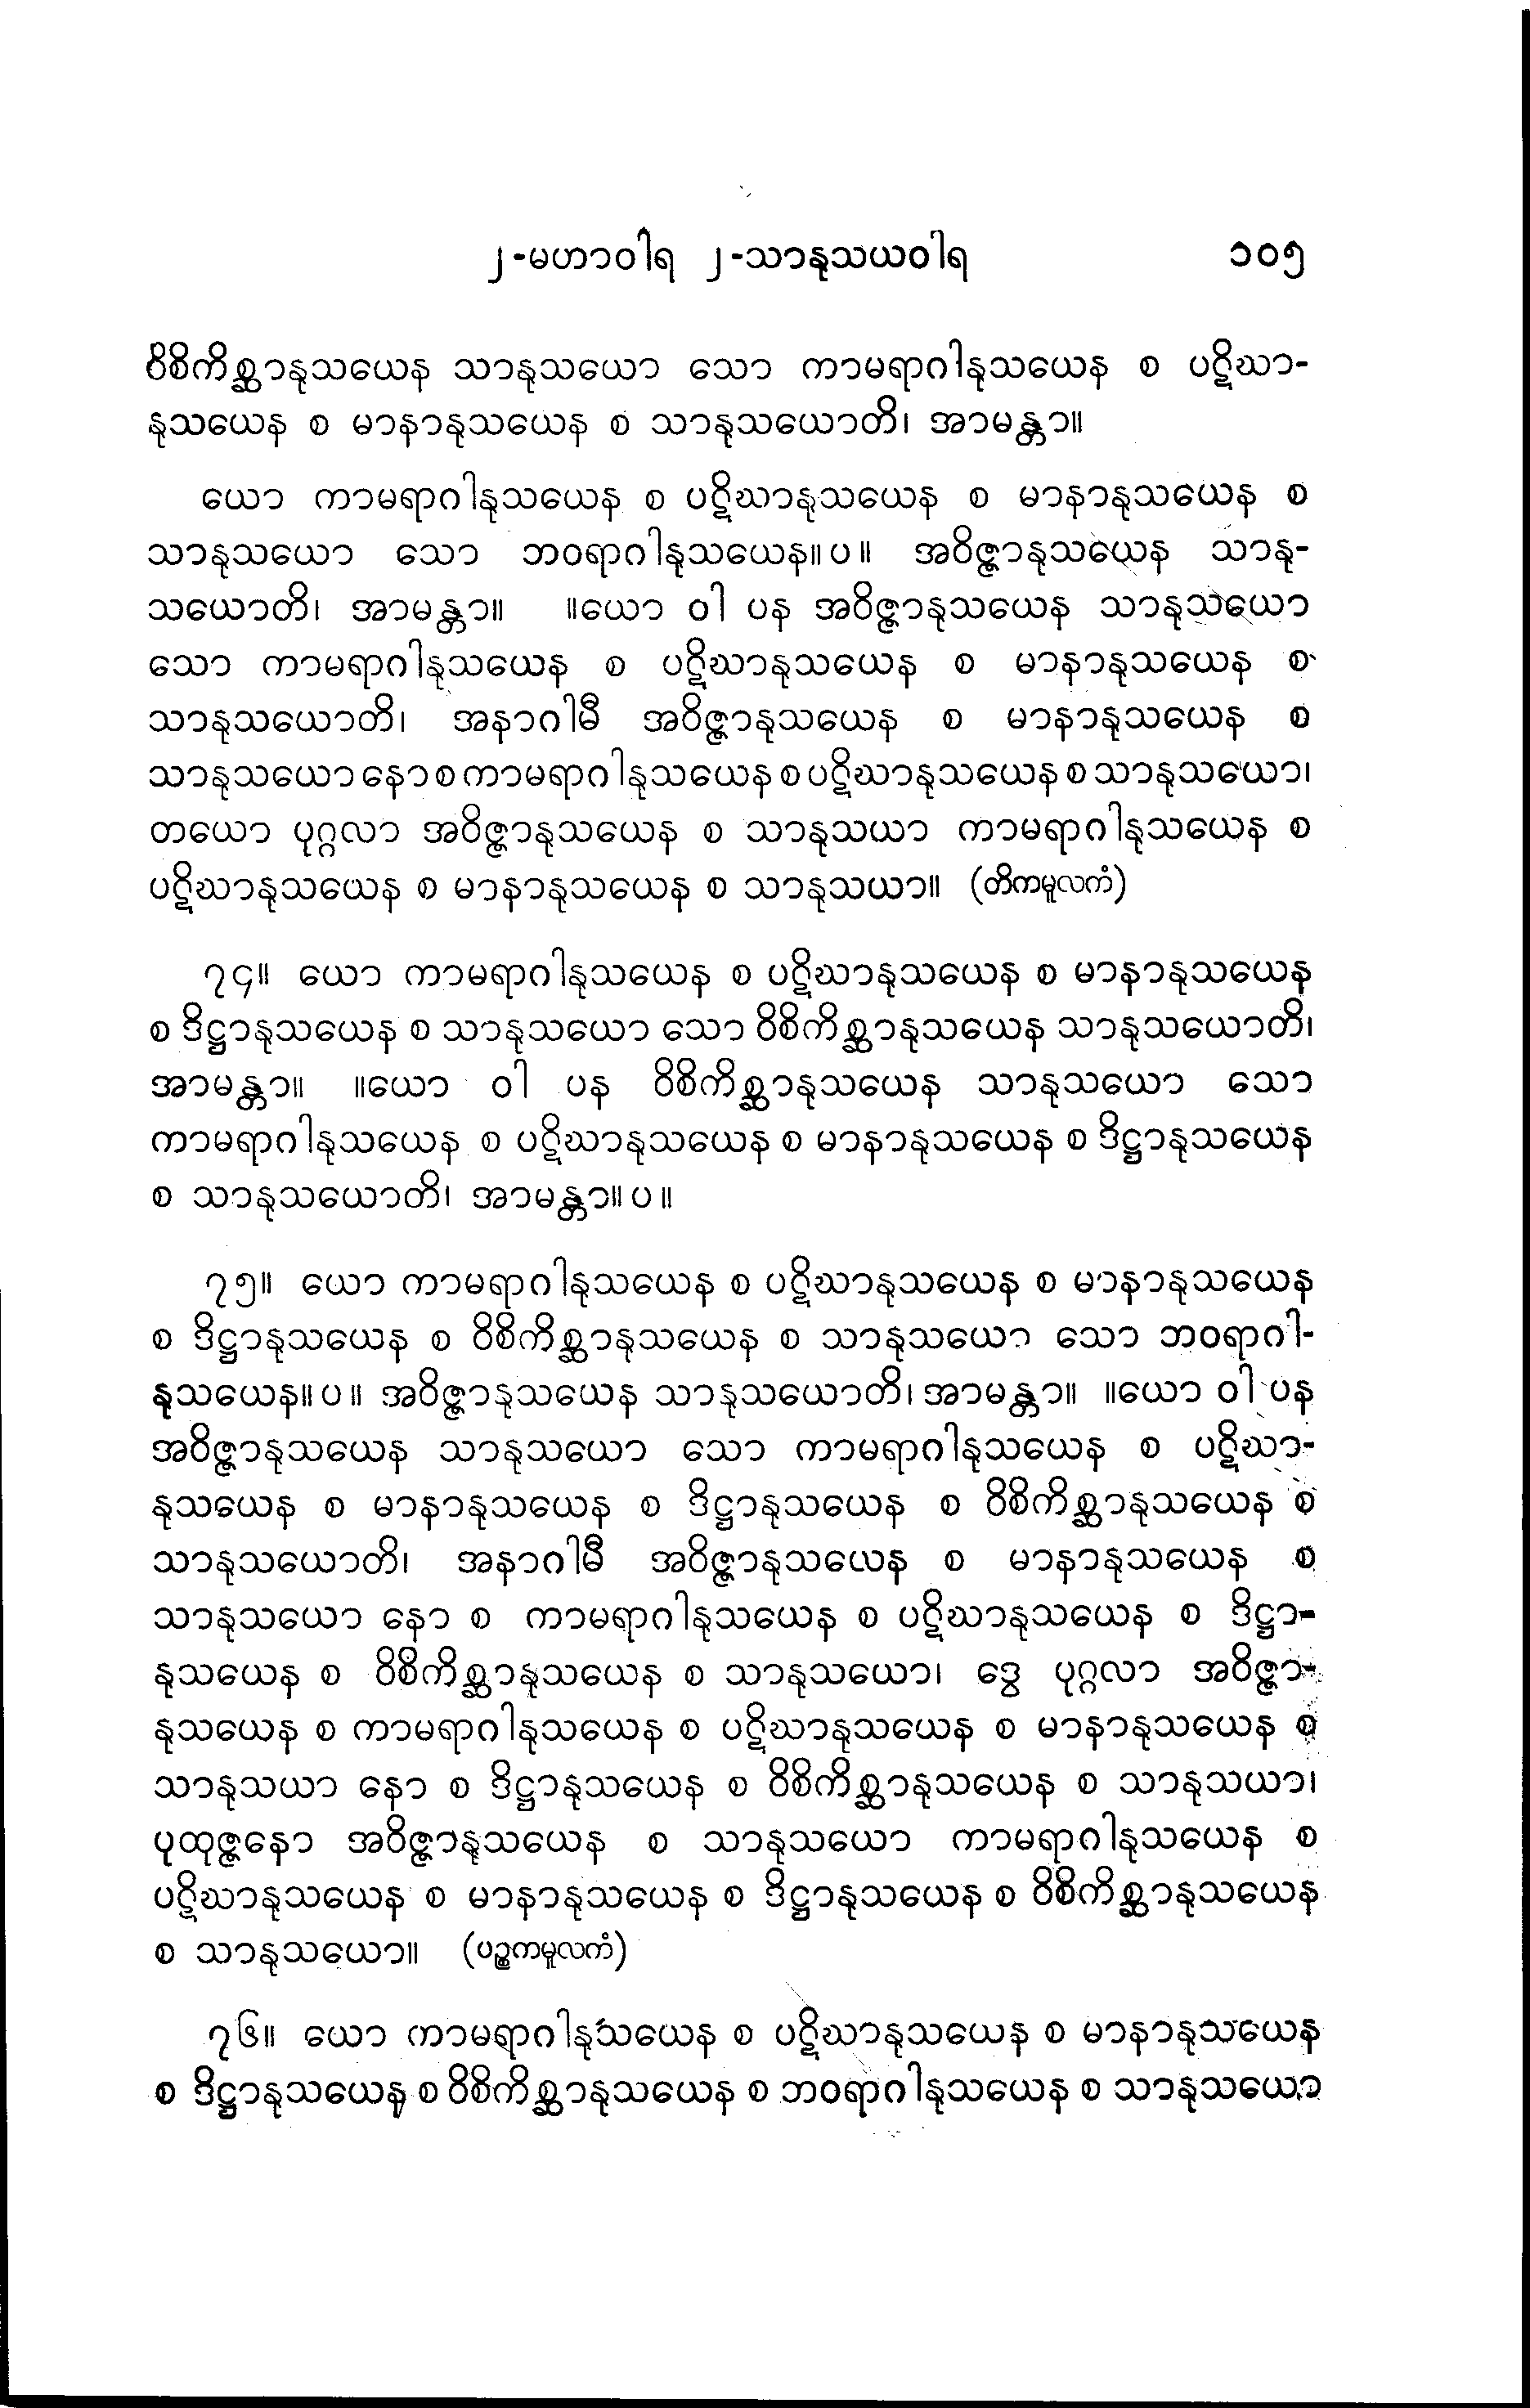 ၂-မဟာဝါရ ၂-သာနုသယဝါရ ၁၀၅
ဝိစိကိစ္ဆာနုသယေန သာနုသယော သော ကာမရာဂါနုသယေန စ ပဋိဃာ-
နုသယေန စ မာနာနုသယေန စ သာနုသယောတိ၊ အာမန္တာ။
ယော ကာမရာဂါနုသယေန စ ပဋိဃာနုသယေန စ မာနာနုသယေန စ
သာနုသယော သော ဘဝရာဂါနုသယေန။ပ။ အဝိဇ္ဇာနုသယေန သာနု-
သယောတိ၊ အာမန္တာ။ ။ယော ဝါ ပန အဝိဇ္ဇာနုသယေန သာနုသယော
သော ကာမရာဂါနုသယေန စ ပဋိဃာနုသယေန စ မာနာနုသယေန စ
သာနုသယောတိ၊ အနာဂါမီ အဝိဇ္ဇာနုသယေန စ မာနာနုသယေန စ
သာနုသယော နော စ ကာမရာဂါနုသယေန စ ပဋိဃာနုသယေန စ သာနုသယော၊
တယော ပုဂ္ဂလာ အဝိဇ္ဇာနုသယေန စ သာနုသယာ ကာမရာဂါနုသယေန စ
ပဋိဃာနုသယေန စ မာနာနုသယေန စ သာနုသယာ။ (တိကမူလကံ)
၇၄။ ယော ကာမရာဂါနုသယေန စ ပဋိဃာနုသယေန စ မာနာနုသယေန
စ ဒိဋ္ဌာနုသယေန စ သာနုသယော သော ဝိစိကိစ္ဆာနုသယေန သာနုသယောတိ၊
အာမန္တာ။ ။ယော ဝါ ပန ဝိစိကိစ္ဆာနုသယေန သာနုသယော သော
ကာမရာဂါနုသယေန စ ပဋိဃာနုသယေန စ မာနာနုသယေန စ ဒိဋ္ဌာနုသယေန
စ သာနုသယောတိ၊ အာမန္တာ။ပ။
၇၅။ ယော ကာမရာဂါနုသယေန စ ပဋိဃာနုသယေန စ မာနာနုသယေန
စ ဒိဋ္ဌာနုသယေန စ ဝိစိကိစ္ဆာနုသယေန စ သာနုသယော သော ဘဝရာဂါ-
နုသယေန။ပ။ အဝိဇ္ဇာနုသယေန သာနုသယောတိ၊ အာမန္တာ။ ။ယော ဝါ ပန
အဝိဇ္ဇာနုသယေန သာနုသယော သော ကာမရာဂါနုသယေန စ ပဋိဃာ-
နုသယေန စ မာနာနုသယေန စ ဒိဋ္ဌာနုသယေန စ ဝိစိကိစ္ဆာနုသယေန စ
သာနုသယောတိ၊ အနာဂါမီ အဝိဇ္ဇာနုသယေန စ မာနာနုသယေန စ
သာနုသယော နော စ ကာမရာဂါနုသယေန စ ပဋိဃာနုသယေန စ ဒိဋ္ဌာ-
နုသယေန စ ဝိစိကိစ္ဆာနုသယေန စ သာနုသယော၊ ဒွေ ပုဂ္ဂလာ အဝိဇ္ဇာ-
နုသယေန စ ကာမရာဂါနုသယေန စ ပဋိဃာနုသယေန စ မာနာနုသယေန စ
သာနုသယာ နော စ ဒိဋ္ဌာနုသယေန စ ဝိစိကိစ္ဆာနုသယေန စ သာနုသယာ၊
ပုထုဇ္ဇနော အဝိဇ္ဇာနုသယေန စ သာနုသယော ကာမရာဂါနုသယေန စ
ပဋိဃာနုသယေန စ မာနာနုသယေန စ ဒိဋ္ဌာနုသယေန စ ဝိစိကိစ္ဆာနုသယေန
စ သာနုသယော။ (ပဉ္စကမူလကံ)
၇၆။ ယော ကာမရာဂါနုသယေန စ ပဋိဃာနုသယေန စ မာနာနုသယေန
စ ဒိဋ္ဌာနုသယေန စ ဝိစိကိစ္ဆာနုသယေန စ ဘဝရာဂါနုသယေန စ သာနုသယော